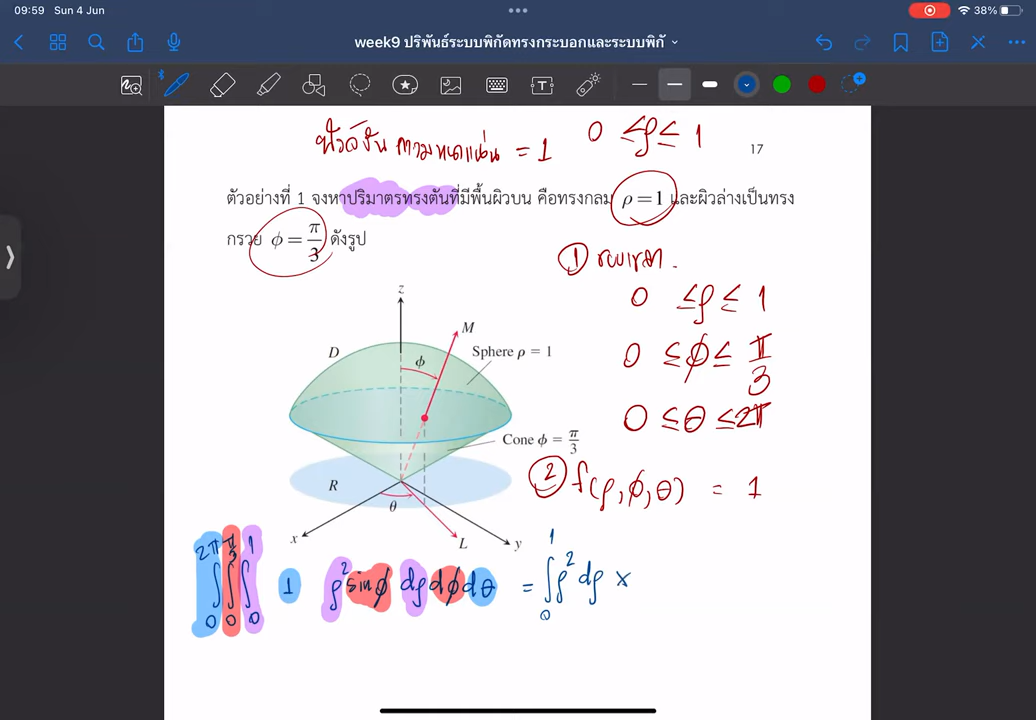 09:59 Sun 4 Jun
38%
week9 ปริพันธ์ระบบพิกัดทรงกระบอกและระบบพิกั
ฟังก์ชัน ความหนาแน่น = 1
0 ≤ρ≤ 1
17
ตัวอย่างที่ 1 จงหาปริมาตรทรงตันที่มีพื้นผิวบน คือทรงกลม ρ=1 และผิวล่างเป็นทรง
กรวย ϕ = π/3 ดังรูป
① ขอบเขต.
0 ≤ρ≤ 1
0 ≤ϕ≤ π/3
0 ≤θ≤2π
z
M
D
ϕ
Sphere ρ = 1
Cone ϕ = π/3
R
θ
x
L
y
② f(ρ,ϕ,θ) = 1
∫₀^2π ∫₀^π/3 ∫₀^1 1 ρ² sinϕ dρ dϕ dθ = ∫₀^1 ρ² dρ ×